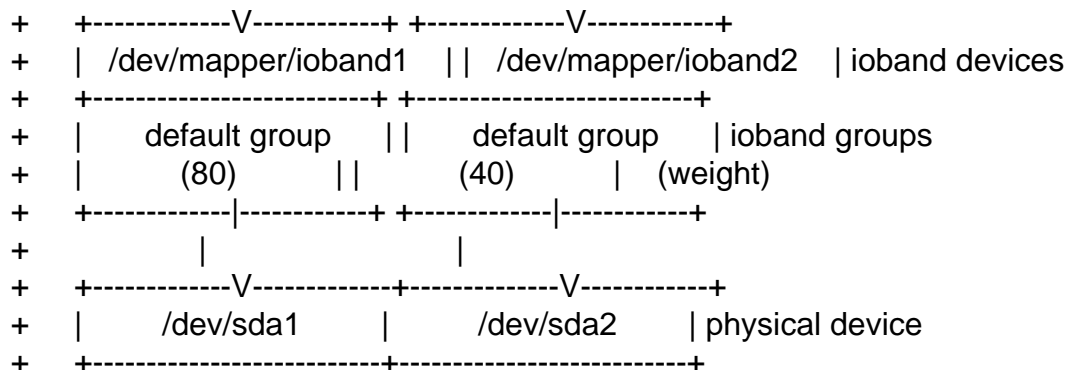 + +-------------V------------+ +-------------V------------+
+ | /dev/mapper/ioband1 | | /dev/mapper/ioband2 | ioband devices
+ +--------------------------+ +--------------------------+
+ | default group | | default group | ioband groups
+ | (80) | | (40) | (weight)
+ +-------------|------------+ +-------------|------------+
+ | |
+ +-------------V-------------+--------------V------------+
+ | /dev/sda1 | /dev/sda2 | physical device
+ +---------------------------+---------------------------+